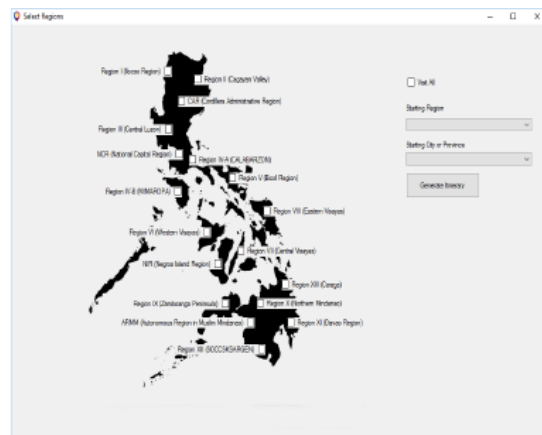 Select Regions
Region I (Ilocos Region)
Region II (Cagayan Valley)
CAR (Cordillera Administrative Region)
Region III (Central Luzon)
NCR (National Capital Region)
Region IV-A (CALABARZON)
Region V (Bicol Region)
Region IV-B (MIMAROPA)
Region VIII (Eastern Visayas)
Region VI (Western Visayas)
Region VII (Central Visayas)
NIR (Negros Island Region)
Region XIII (Caraga)
Region IX (Zamboanga Peninsula)
Region X (Northern Mindanao)
ARMM (Autonomous Region in Muslim Mindanao)
Region XI (Davao Region)
Region XII (SOCCSKSARGEN)
Visit All
Starting Region
Starting City or Province
Generate Itinerary